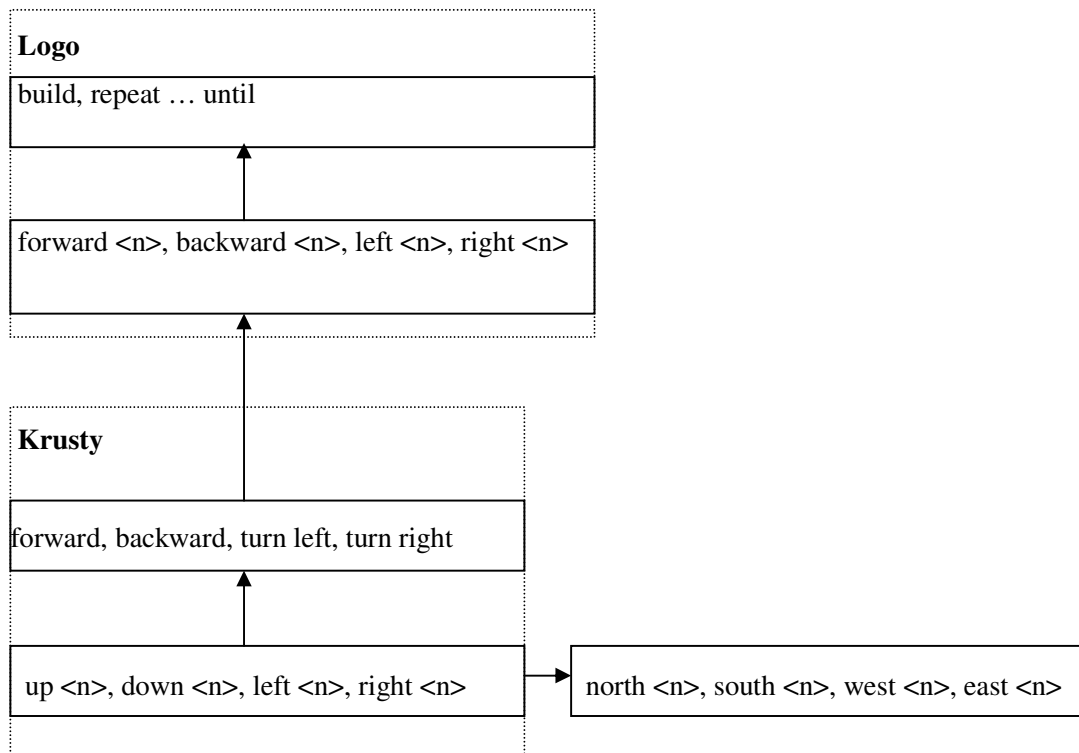 Logo
build, repeat … until
forward <n>, backward <n>, left <n>, right <n>
Krusty
forward, backward, turn left, turn right
up <n>, down <n>, left <n>, right <n>
north <n>, south <n>, west <n>, east <n>